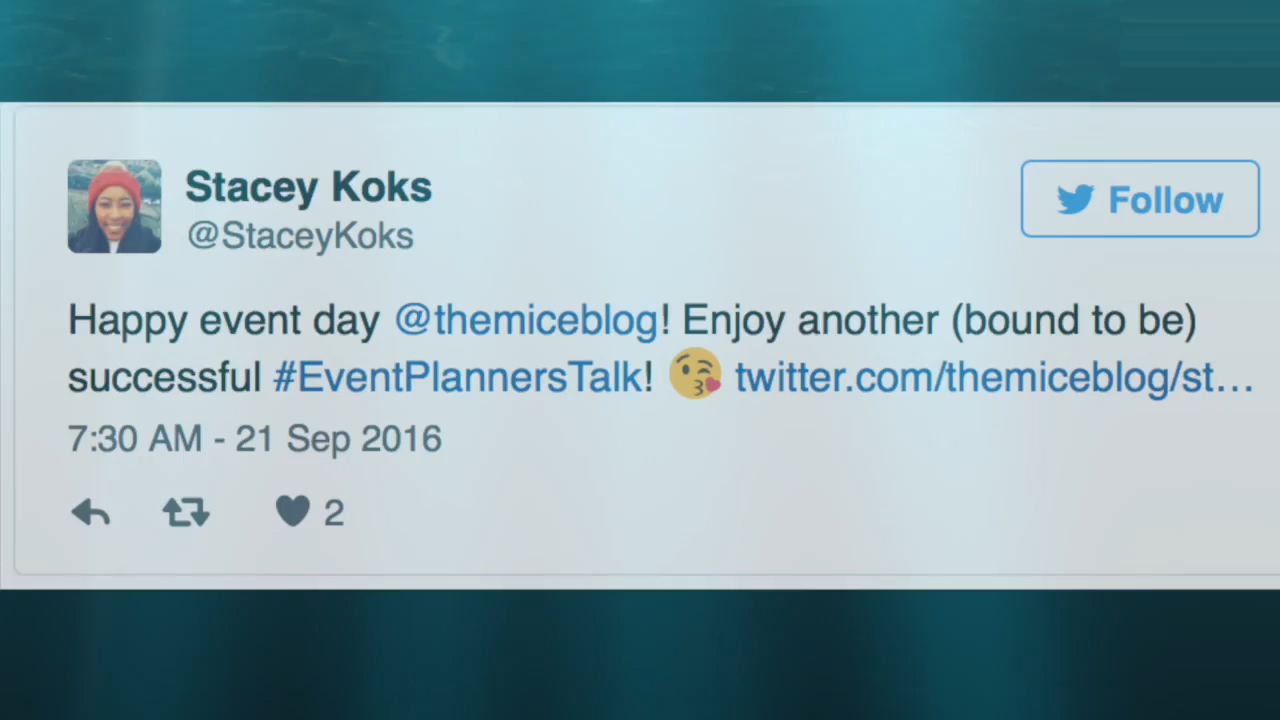 Stacey Koks
@StaceyKoks
Follow
Happy event day @themiceblog! Enjoy another (bound to be)
successful #EventPlannersTalk! 😘 twitter.com/themiceblog/st…
7:30 AM - 21 Sep 2016
2